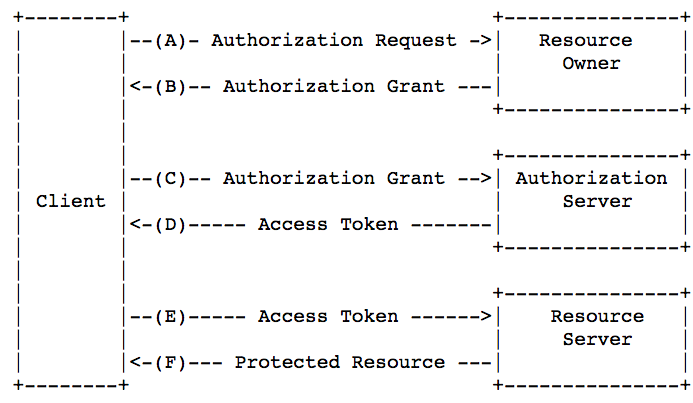 +--------+                               +---------------+
|        |--(A)- Authorization Request ->|   Resource    |
|        |                               |     Owner     |
|        |<-(B)-- Authorization Grant ---|               |
|        |                               +---------------+
|        |
|        |                               +---------------+
|        |--(C)-- Authorization Grant -->| Authorization |
| Client |                               |     Server    |
|        |<-(D)----- Access Token -------|               |
|        |                               +---------------+
|        |
|        |                               +---------------+
|        |--(E)----- Access Token ------>|    Resource   |
|        |                               |     Server    |
|        |<-(F)--- Protected Resource ---|               |
+--------+                               +---------------+